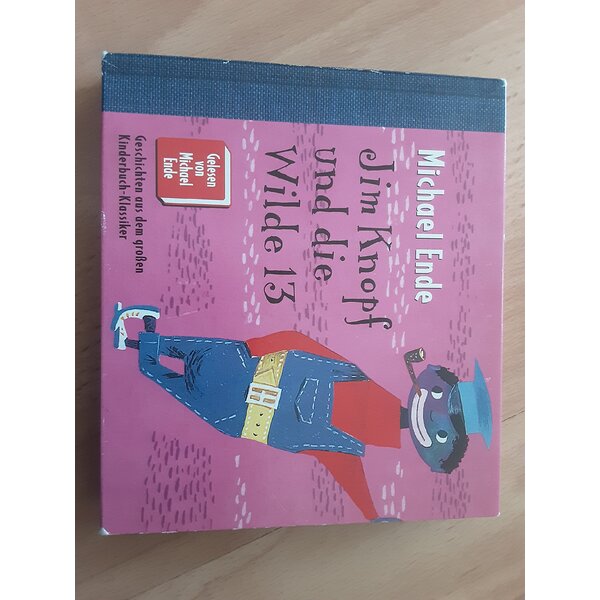 Michael Ende
Jim Knopf
und die
Wilde 13
Gelesen
von
Michael
Ende
Geschichten aus dem großen
Kinderbuch-Klassiker